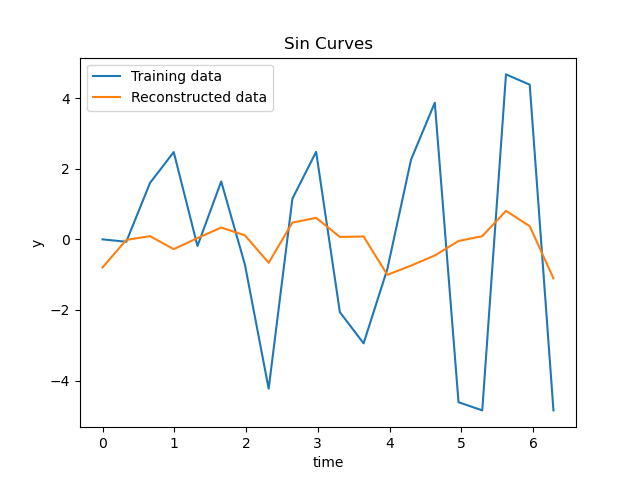 Sin Curves
Training data
Reconstructed data
y
4
2
0
−2
−4
0 1 2 3 4 5 6
time